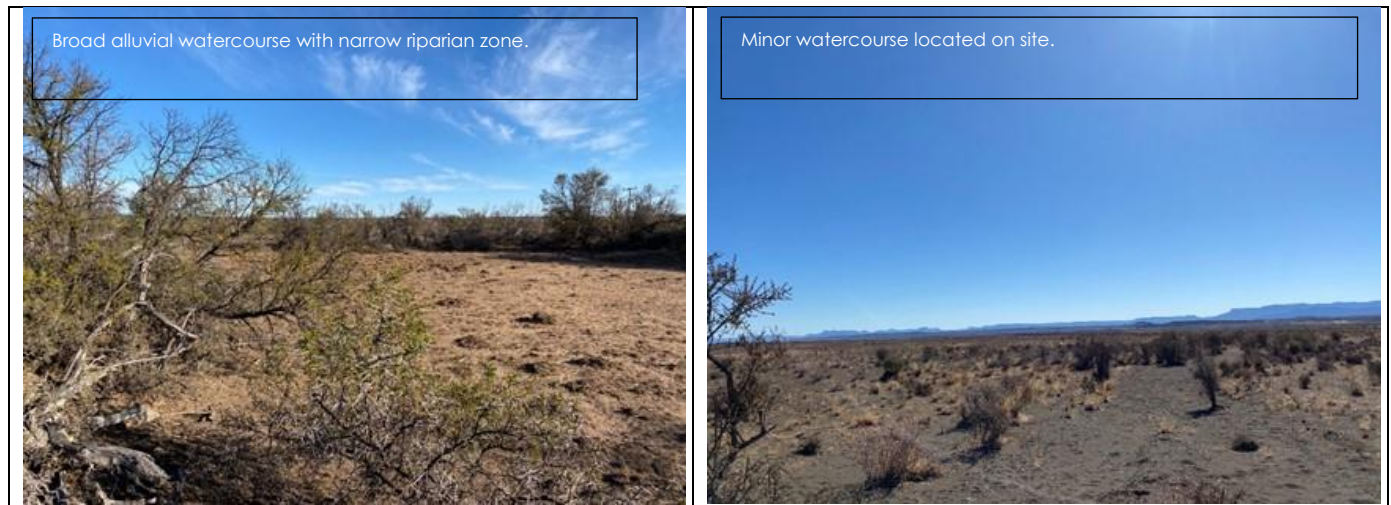 Broad alluvial watercourse with narrow riparian zone.
Minor watercourse located on site.